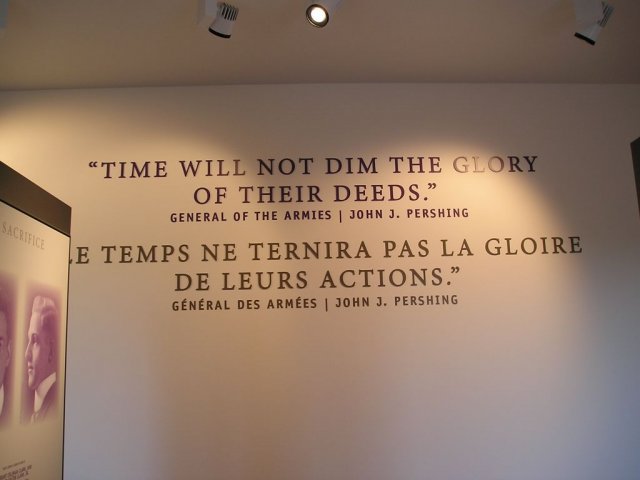 “TIME WILL NOT DIM THE GLORY
OF THEIR DEEDS.”
GENERAL OF THE ARMIES | JOHN J. PERSHING
LE TEMPS NE TERNIRA PAS LA GLOIRE
DE LEURS ACTIONS.”
GÉNÉRAL DES ARMÉES | JOHN J. PERSHING
SACRIFICE